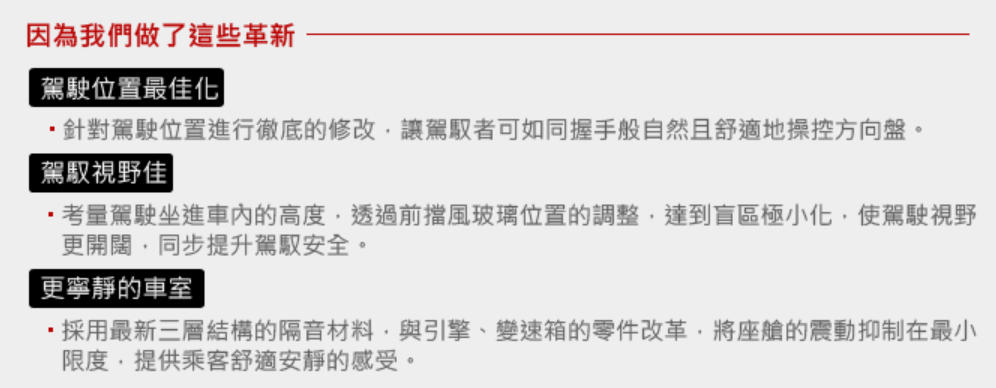 因為我們做了這些革新
駕駛位置最佳化
・針對駕駛位置進行徹底的修改，讓駕馭者可如同握手般自然且舒適地操控方向盤。
駕馭視野佳
・考量駕駛坐進車內的高度，透過前擋風玻璃位置的調整，達到盲區極小化，使駕駛視野
更開闊，同步提升駕馭安全。
更寧靜的車室
・採用最新三層結構的隔音材料，與引擎、變速箱的零件改革，將座艙的震動抑制在最小
限度，提供乘客舒適安靜的感受。